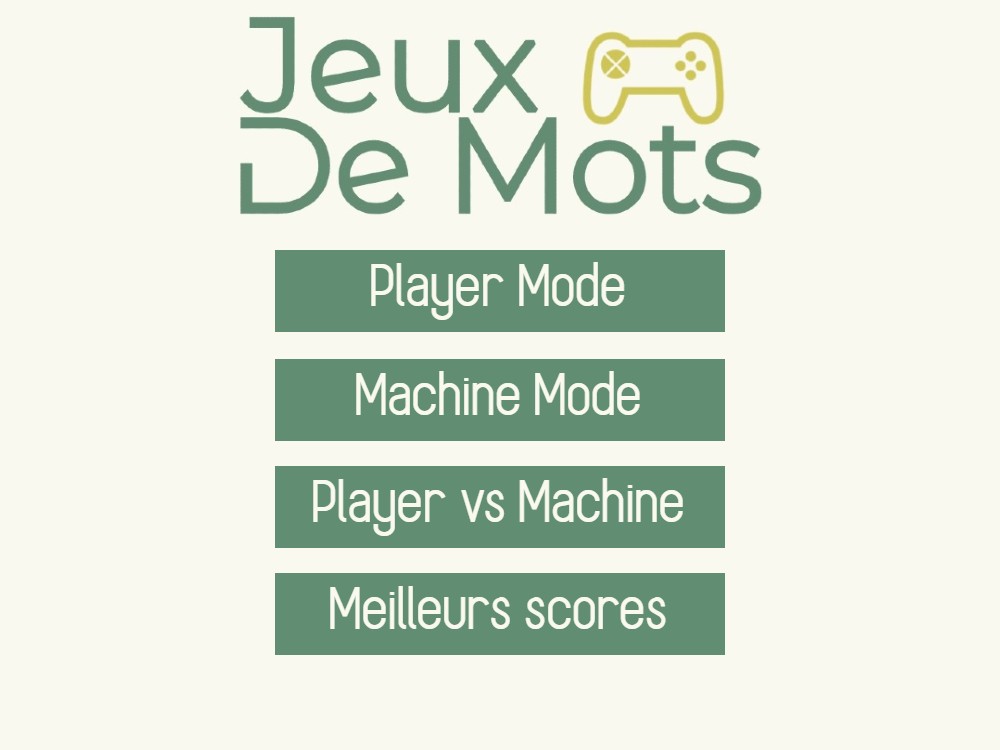 Jeux
De Mots
Player Mode
Machine Mode
Player vs Machine
Meilleurs scores